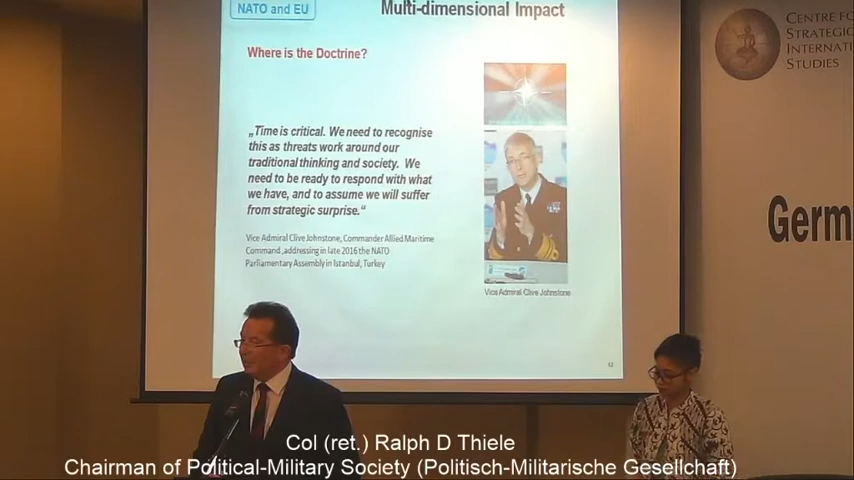 NATO and EU
Multi-dimensional Impact
Where is the Doctrine?
„Time is critical. We need to recognise
this as threats work around our
traditional thinking and society. We
need to be ready to respond with what
we have, and to assume we will suffer
from strategic surprise.“
Vice Admiral Clive Johnstone, Commander Allied Maritime
Command ,addressing in late 2016 the NATO
Parliamentary Assembly in Istanbul, Turkey
Vice Admiral Clive Johnstone
CENTRE FO
STRATEGIC
INTERNATI
STUDIES
Germ
Col (ret.) Ralph D Thiele
Chairman of Political-Military Society (Politisch-Militarische Gesellchaft)